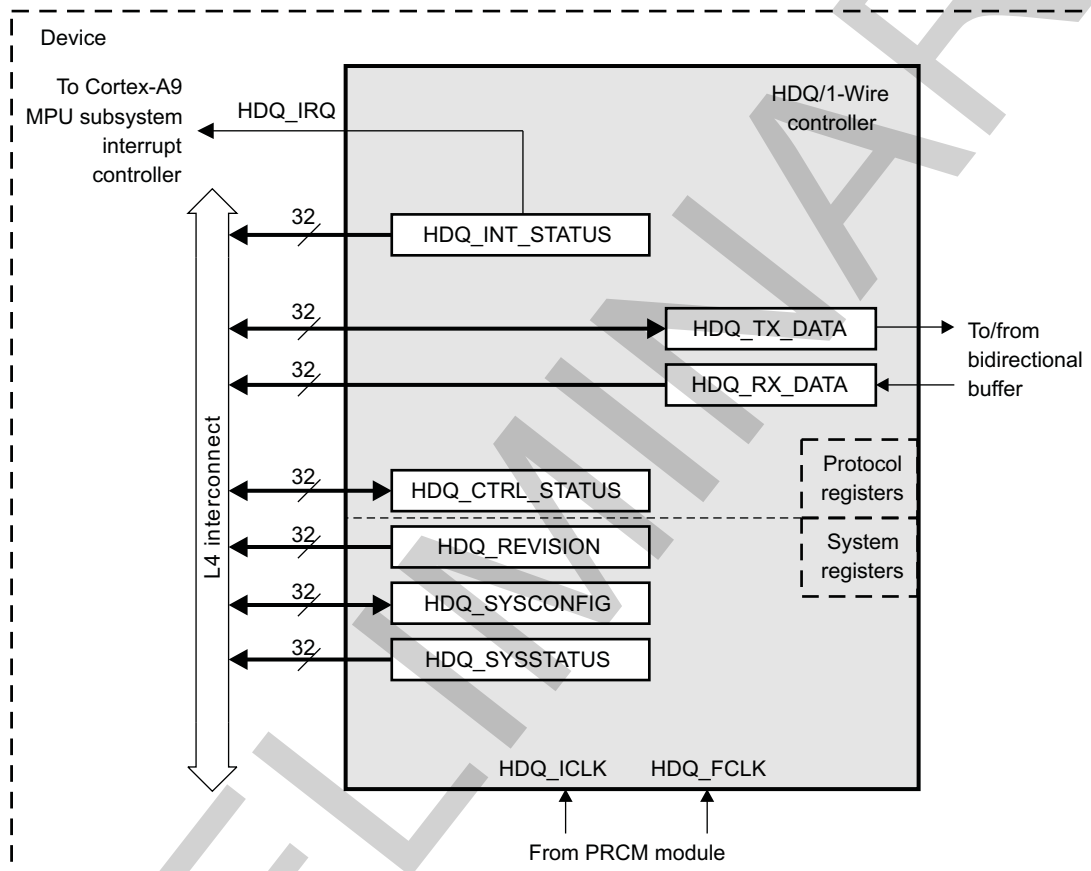 Device
To Cortex-A9
MPU subsystem
interrupt
controller
HDQ_IRQ
HDQ/1-Wire
controller
32
HDQ_INT_STATUS
32
HDQ_TX_DATA
To/from
bidirectional
buffer
32
HDQ_RX_DATA
Protocol
registers
32
HDQ_CTRL_STATUS
L4 interconnect
32
HDQ_REVISION
System
registers
32
HDQ_SYSCONFIG
32
HDQ_SYSSTATUS
HDQ_ICLK
HDQ_FCLK
From PRCM module